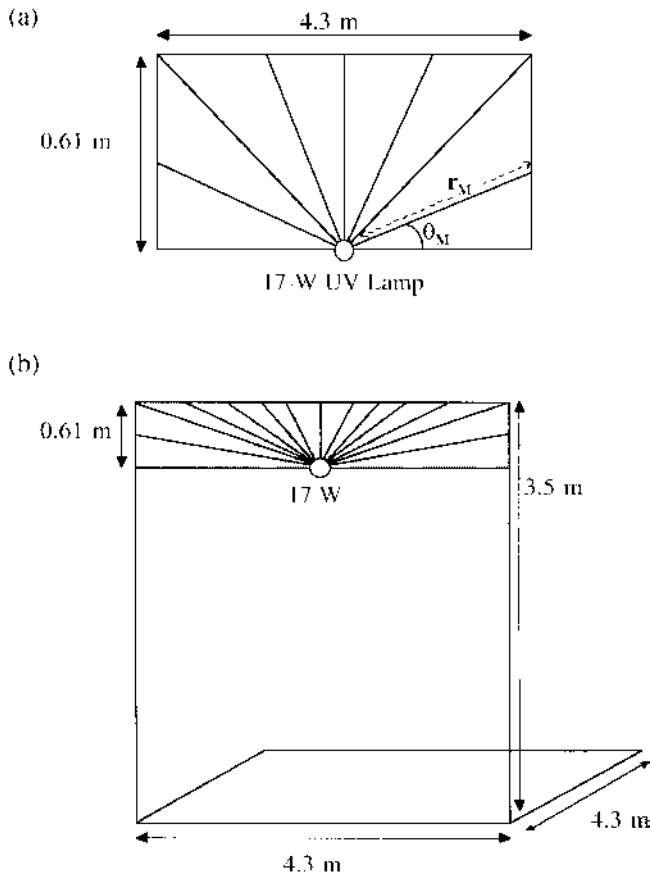 (a)
4.3 m
0.61 m
r_M
θ_M
17-W UV Lamp
(b)
0.61 m
17 W
3.5 m
4.3 m
4.3 m